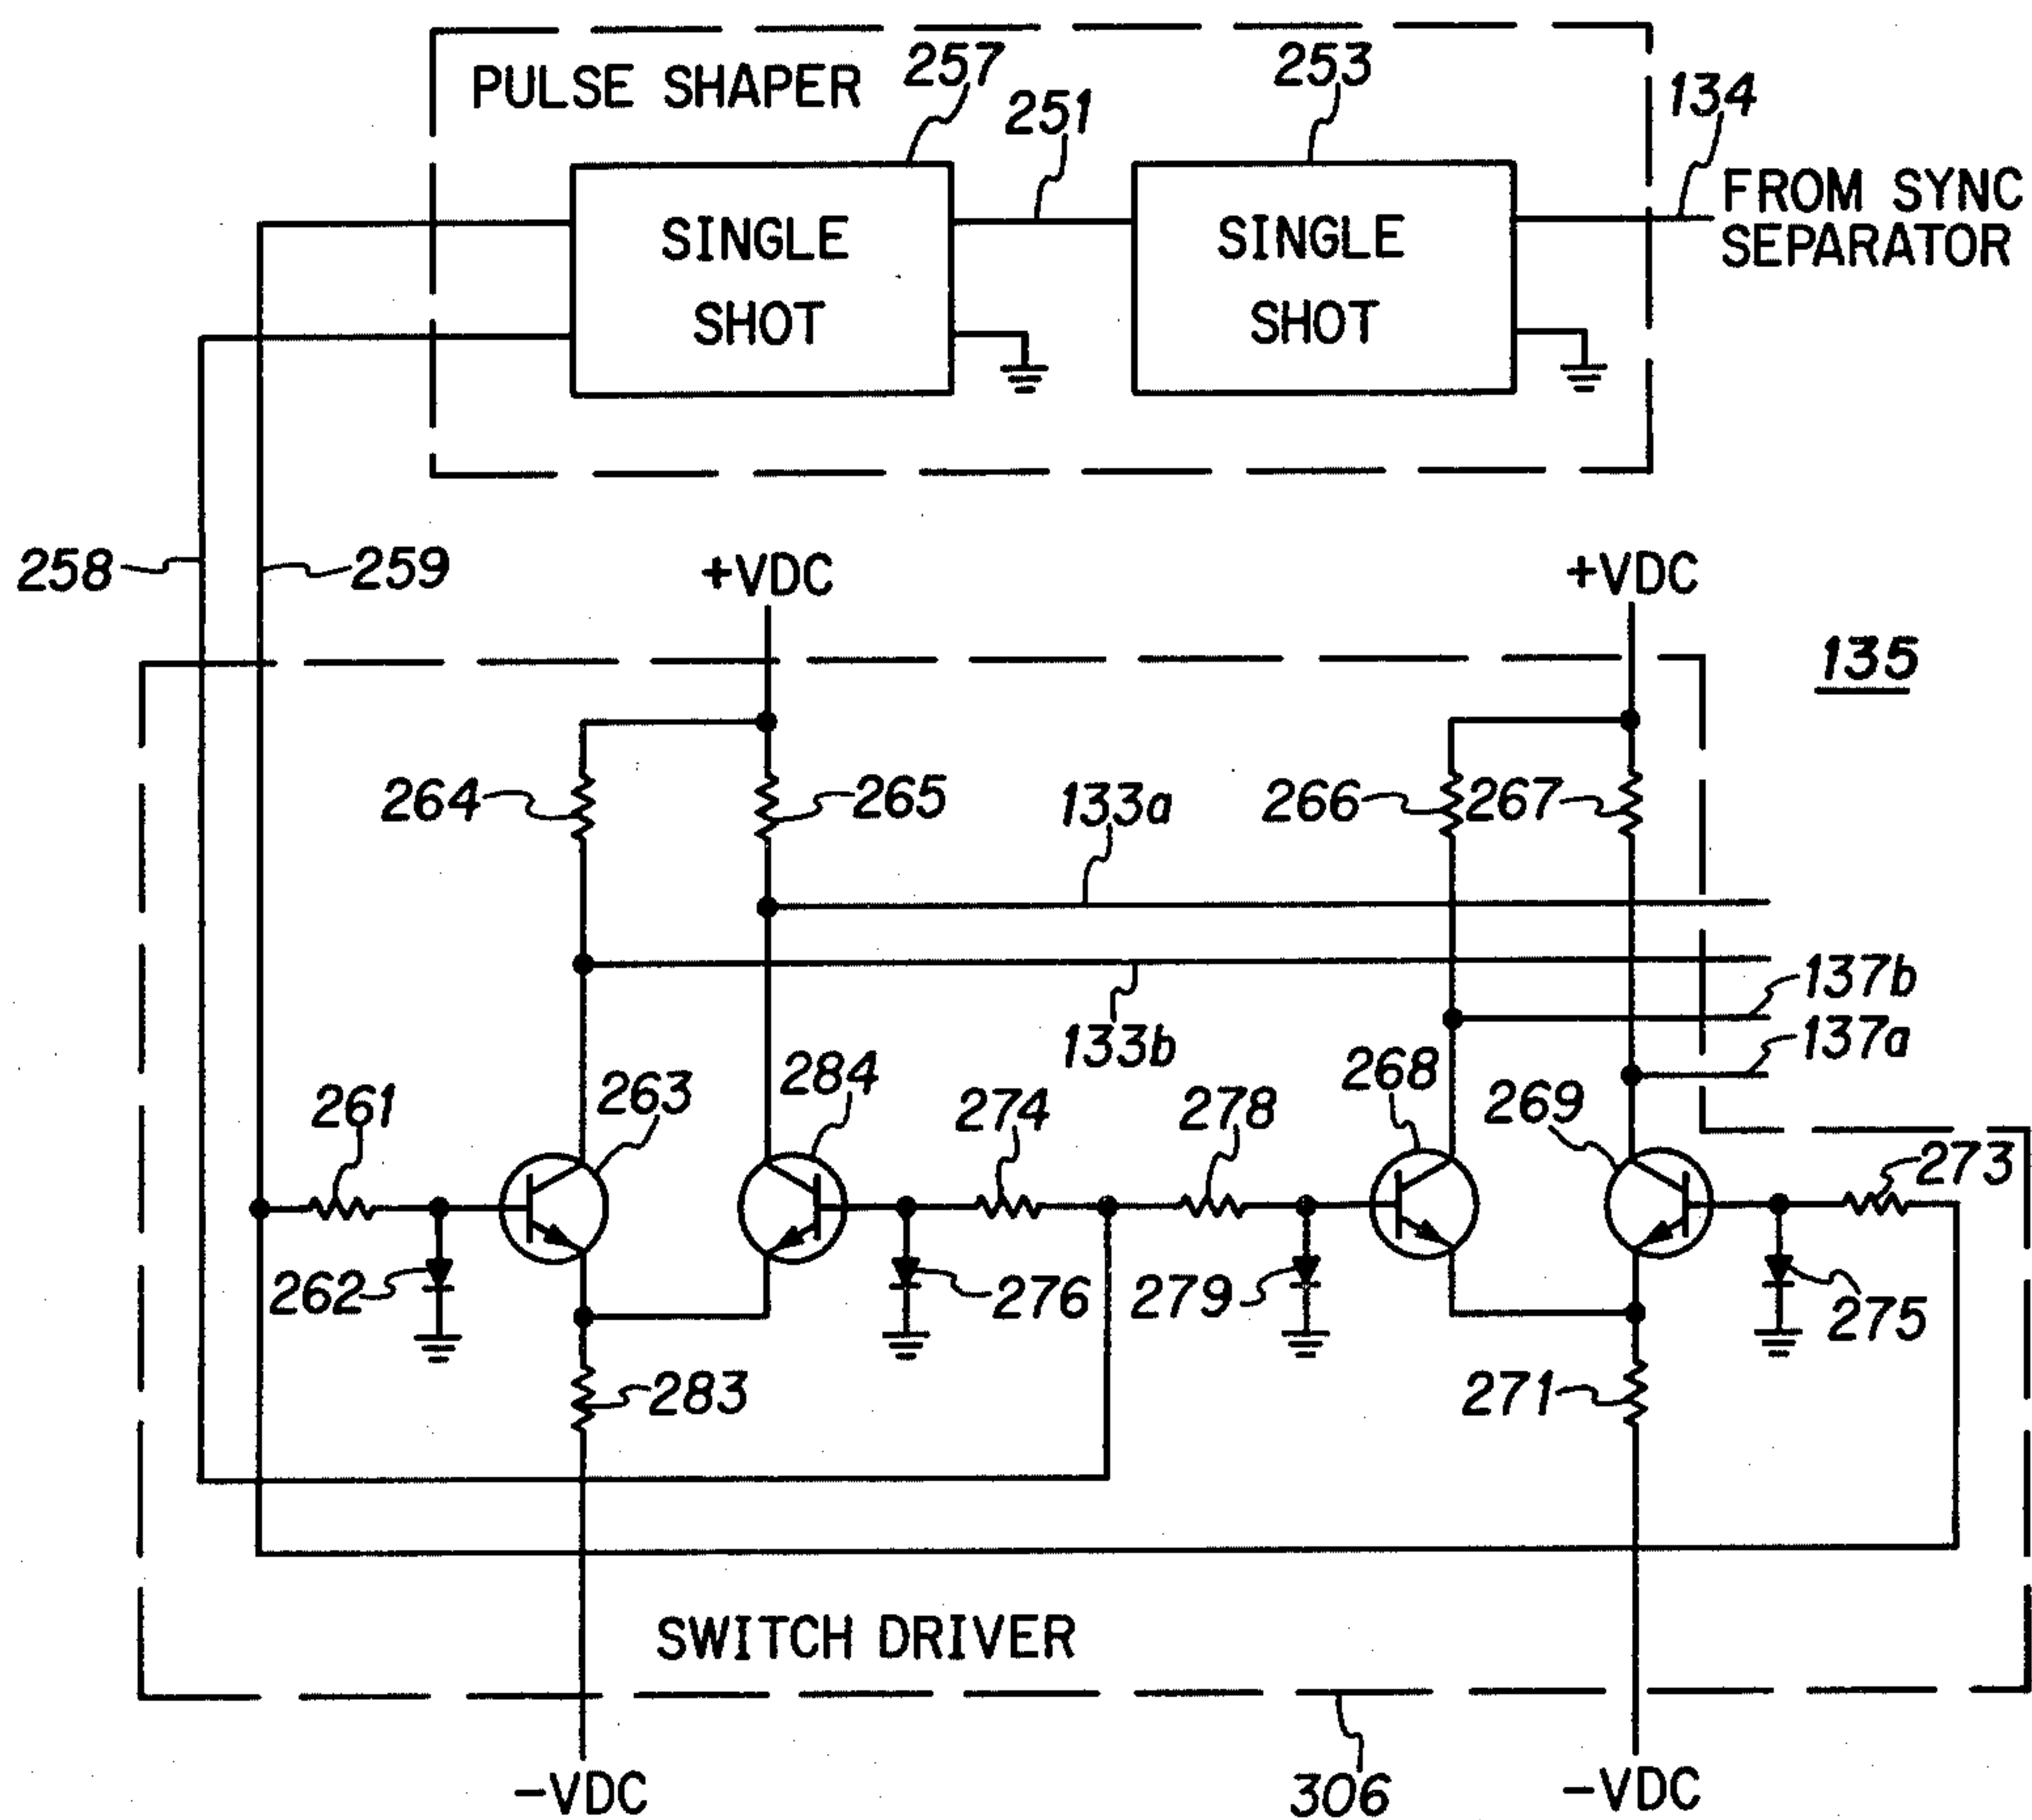 257
253
PULSE SHAPER
251
134
SINGLE
SHOT
SINGLE
SHOT
FROM SYNC
SEPARATOR
258
259
+VDC
+VDC
135
264
265
133a
266
267
133b
137b
137a
261
263
284
274
278
268
269
273
262
276
279
275
283
271
SWITCH DRIVER
306
-VDC
-VDC